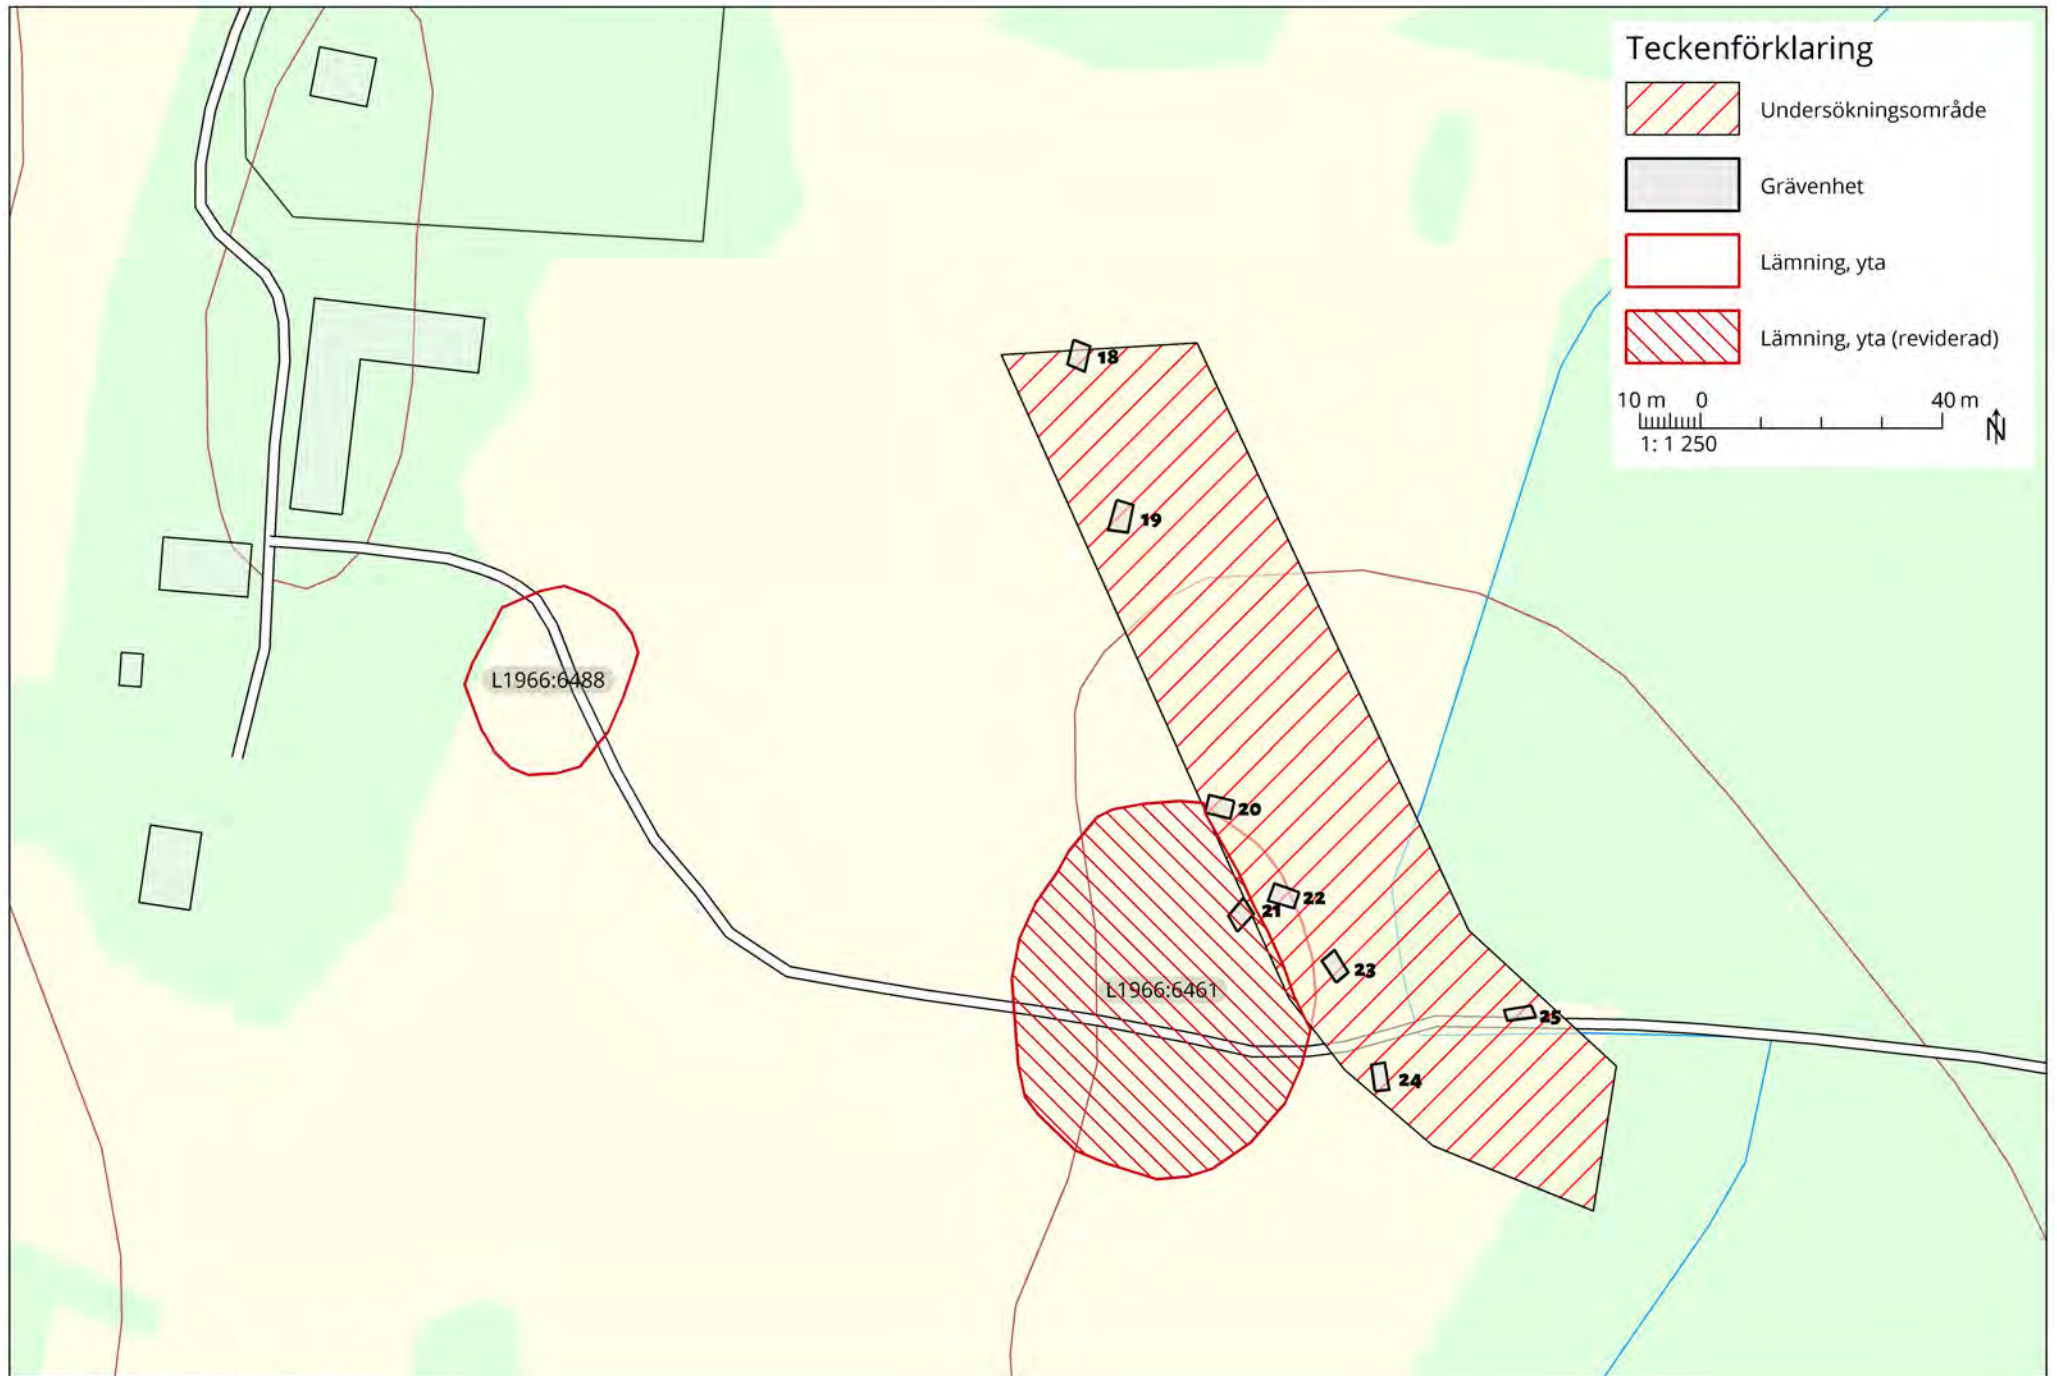 Teckenförklaring
Undersökningsområde
Grävenhet
Lämning, yta
Lämning, yta (reviderad)
10 m 0 40 m
1: 1 250
N
18
19
L1966:6488
20
22
21
23
L1966:6461
25
24